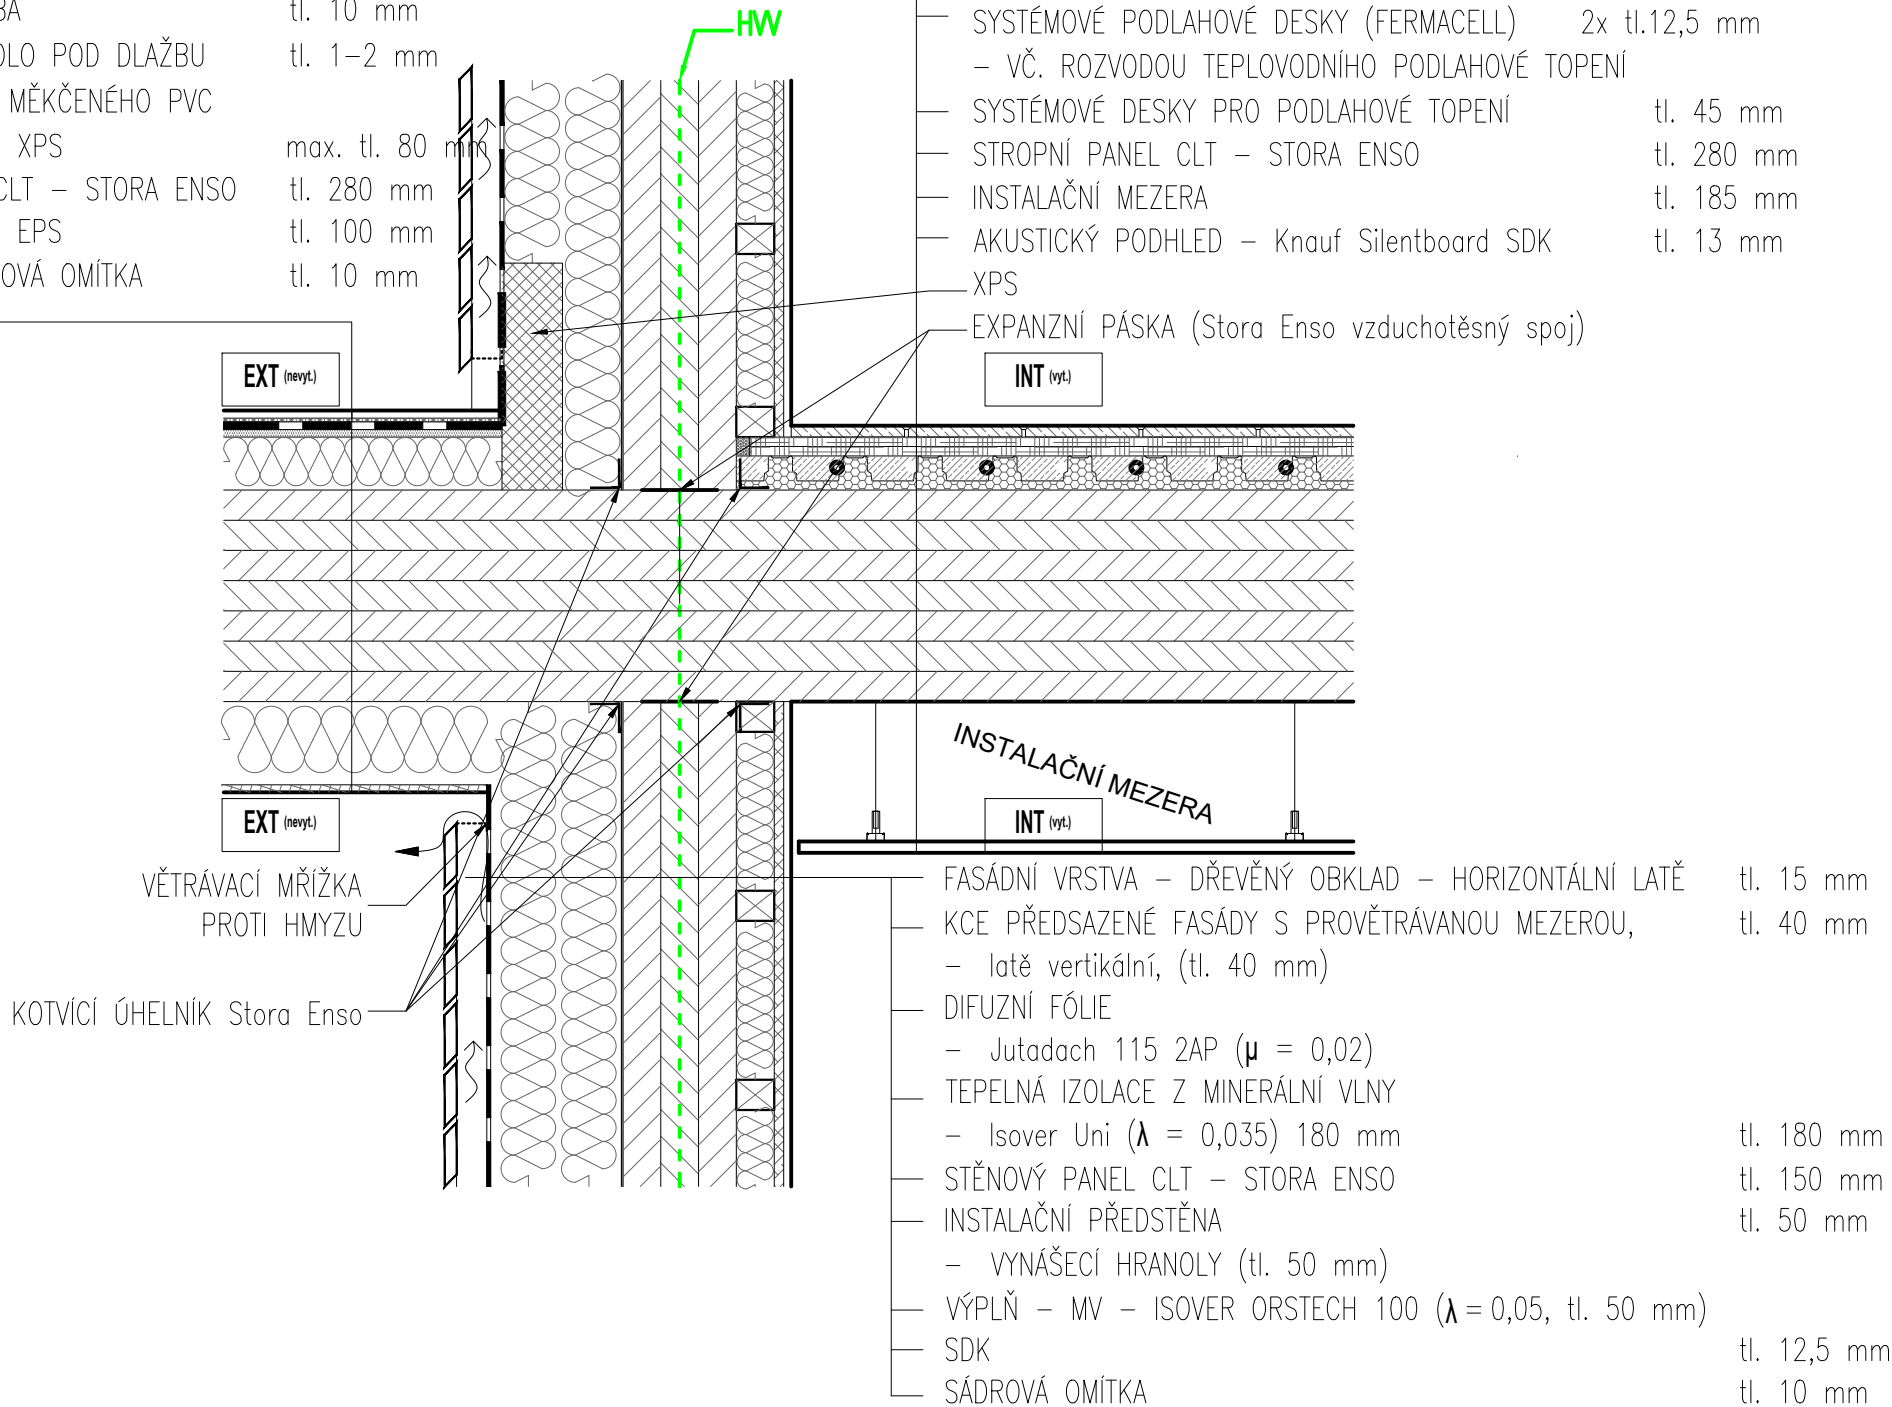 tl. 10 mm
POD DLAŽBU tl. 1-2 mm
MĚKČENÉHO PVC
XPS max. tl. 80 mm
CLT – STORA ENSO tl. 280 mm
EPS tl. 100 mm
OMÍTKA tl. 10 mm
HW
SYSTÉMOVÉ PODLAHOVÉ DESKY (FERMACELL) 2x tl.12,5 mm
– VČ. ROZVODOU TEPLOVODNÍHO PODLAHOVÉ TOPENÍ
SYSTÉMOVÉ DESKY PRO PODLAHOVÉ TOPENÍ tl. 45 mm
STROPNÍ PANEL CLT – STORA ENSO tl. 280 mm
INSTALAČNÍ MEZERA tl. 185 mm
AKUSTICKÝ PODHLED – Knauf Silentboard SDK tl. 13 mm
XPS
EXPANZNÍ PÁSKA (Stora Enso vzduchotěsný spoj)
EXT (nevyt.)
INT (vyt.)
INSTALAČNÍ MEZERA
EXT (nevyt.)
INT (vyt.)
VĚTRÁVACÍ MŘÍŽKA
PROTI HMYZU
KOTVÍCÍ ÚHELNÍK Stora Enso
FASÁDNÍ VRSTVA – DŘEVĚNÝ OBKLAD – HORIZONTÁLNÍ LATĚ tl. 15 mm
KCE PŘEDSAZENÉ FASÁDY S PROVĚTRÁVANOU MEZEROU, tl. 40 mm
– latě vertikální, (tl. 40 mm)
DIFUZNÍ FÓLIE
– Jutadach 115 2AP (μ = 0,02)
TEPELNÁ IZOLACE Z MINERÁLNÍ VLNY
– Isover Uni (λ = 0,035) 180 mm tl. 180 mm
STĚNOVÝ PANEL CLT – STORA ENSO tl. 150 mm
INSTALAČNÍ PŘEDSTĚNA tl. 50 mm
– VYNÁŠECÍ HRANOLY (tl. 50 mm)
VÝPLŇ – MV – ISOVER ORSTECH 100 (λ = 0,05, tl. 50 mm)
SDK tl. 12,5 mm
SÁDROVÁ OMÍTKA tl. 10 mm